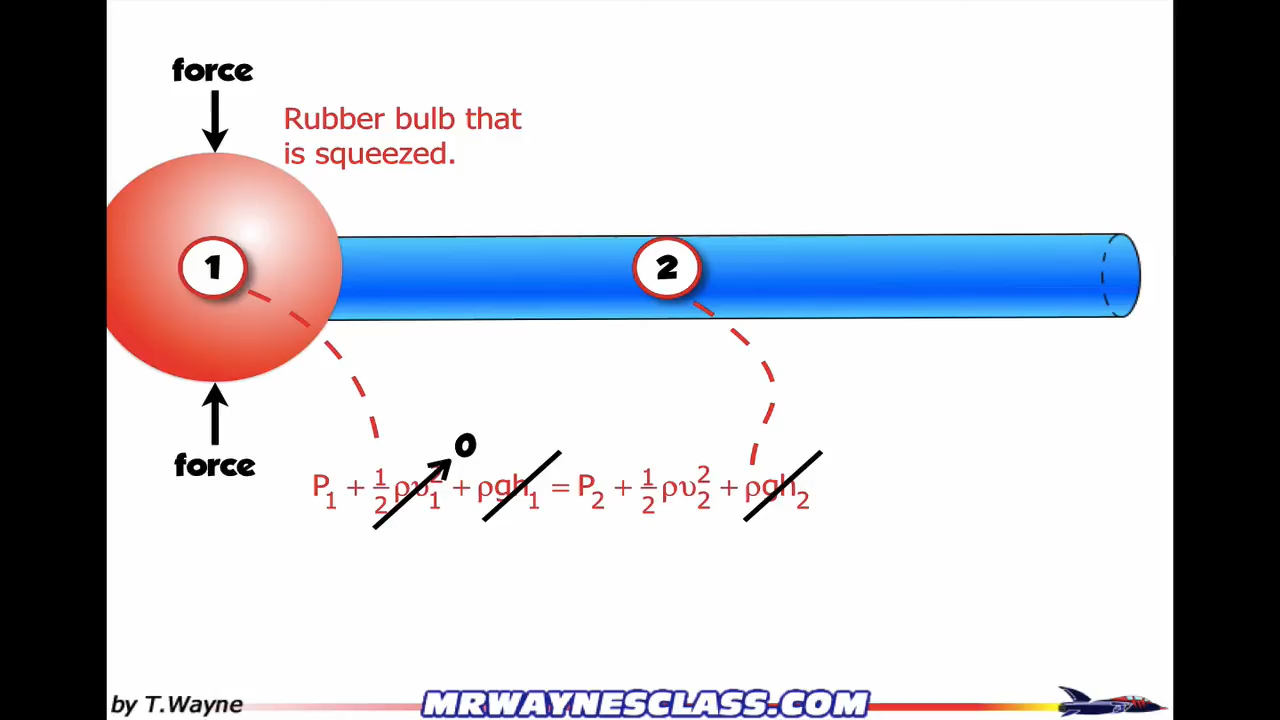 force
Rubber bulb that
is squeezed.
1
2
force
0
P₁ + ½ρυ₁² + ρgh₁ = P₂ + ½ρυ₂² + ρgh₂
by T.Wayne
MRWAYNESCLASS.COM